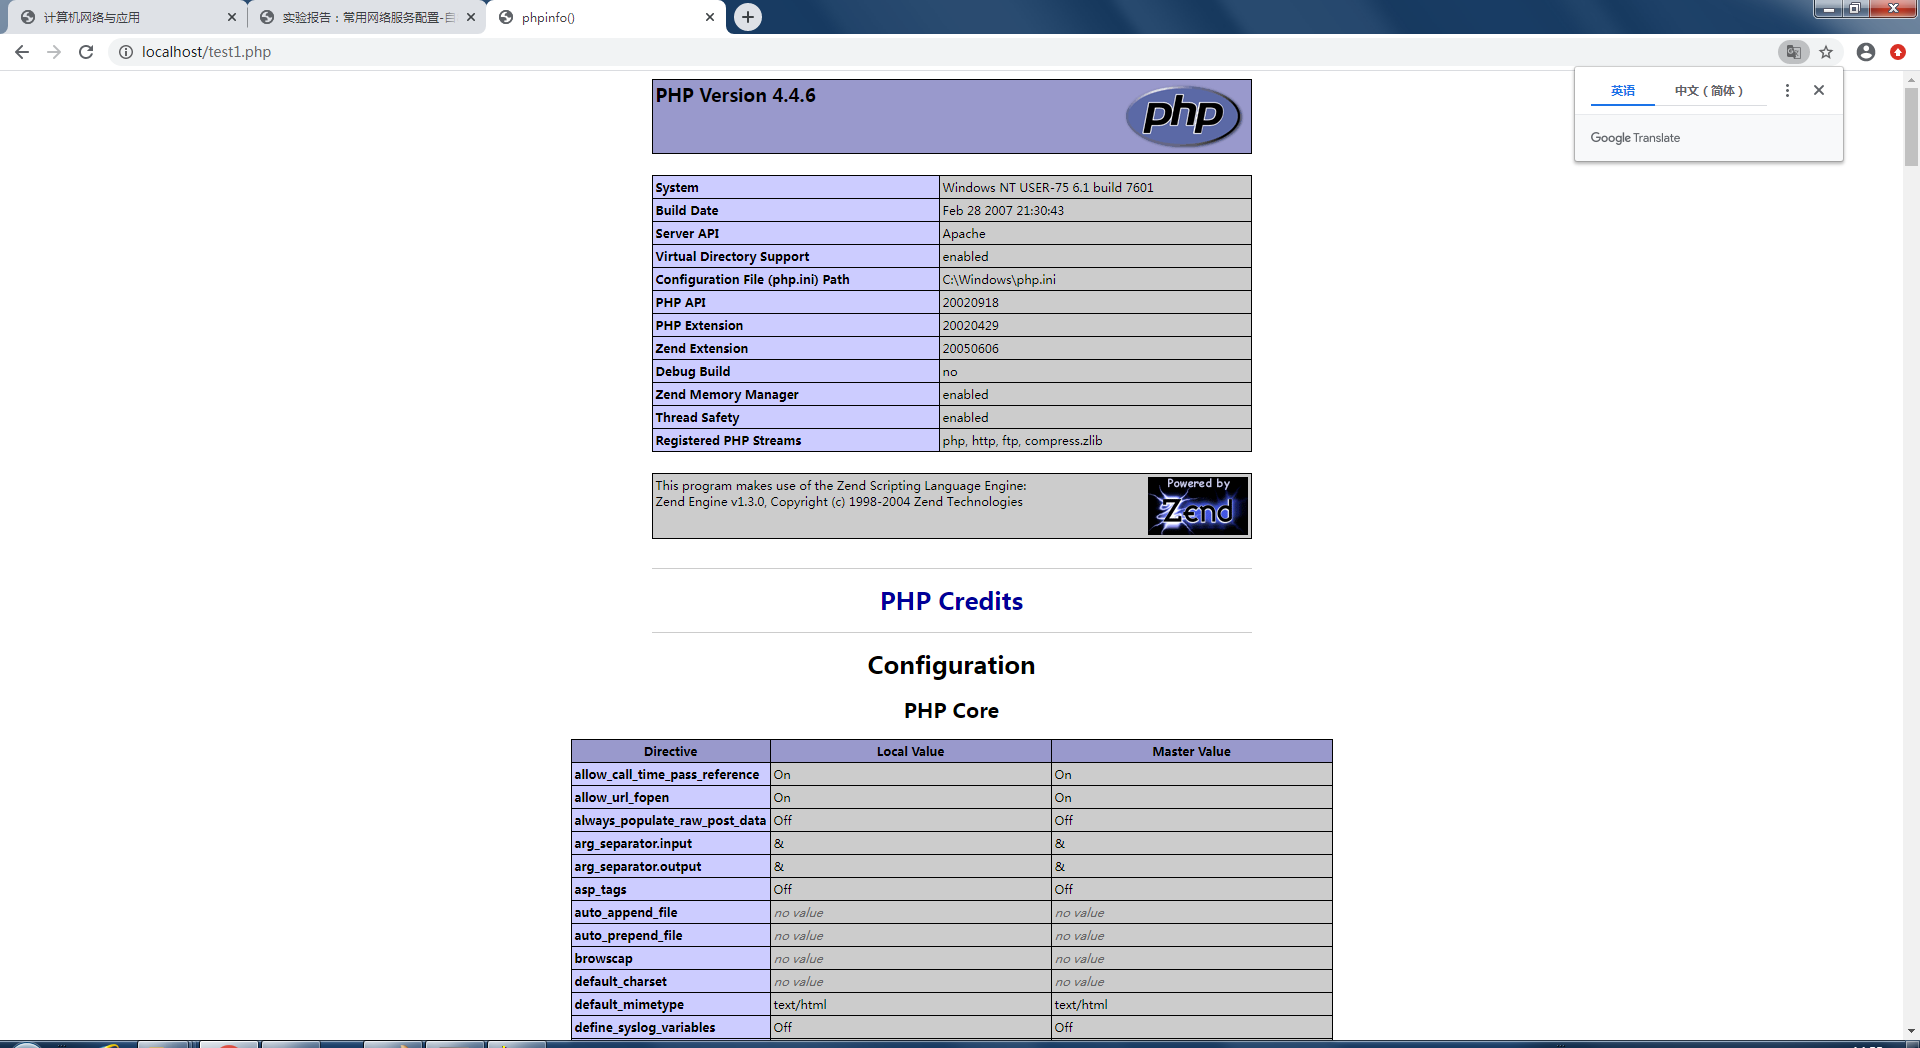 计算机网络与应用
实验报告：常用网络服务配置-自
phpinfo()
localhost/test1.php
英语
中文（简体）
Google Translate
PHP Version 4.4.6
php
System Windows NT USER-75 6.1 build 7601
Build Date Feb 28 2007 21:30:43
Server API Apache
Virtual Directory Support enabled
Configuration File (php.ini) Path C:\Windows\php.ini
PHP API 20020918
PHP Extension 20020429
Zend Extension 20050606
Debug Build no
Zend Memory Manager enabled
Thread Safety enabled
Registered PHP Streams php, http, ftp, compress.zlib
This program makes use of the Zend Scripting Language Engine:
Zend Engine v1.3.0, Copyright (c) 1998-2004 Zend Technologies
Powered by
Zend
PHP Credits
Configuration
PHP Core
Directive Local Value Master Value
allow_call_time_pass_reference On On
allow_url_fopen On On
always_populate_raw_post_data Off Off
arg_separator.input & &
arg_separator.output & &
asp_tags Off Off
auto_append_file no value no value
auto_prepend_file no value no value
browscap no value no value
default_charset no value no value
default_mimetype text/html text/html
define_syslog_variables Off Off